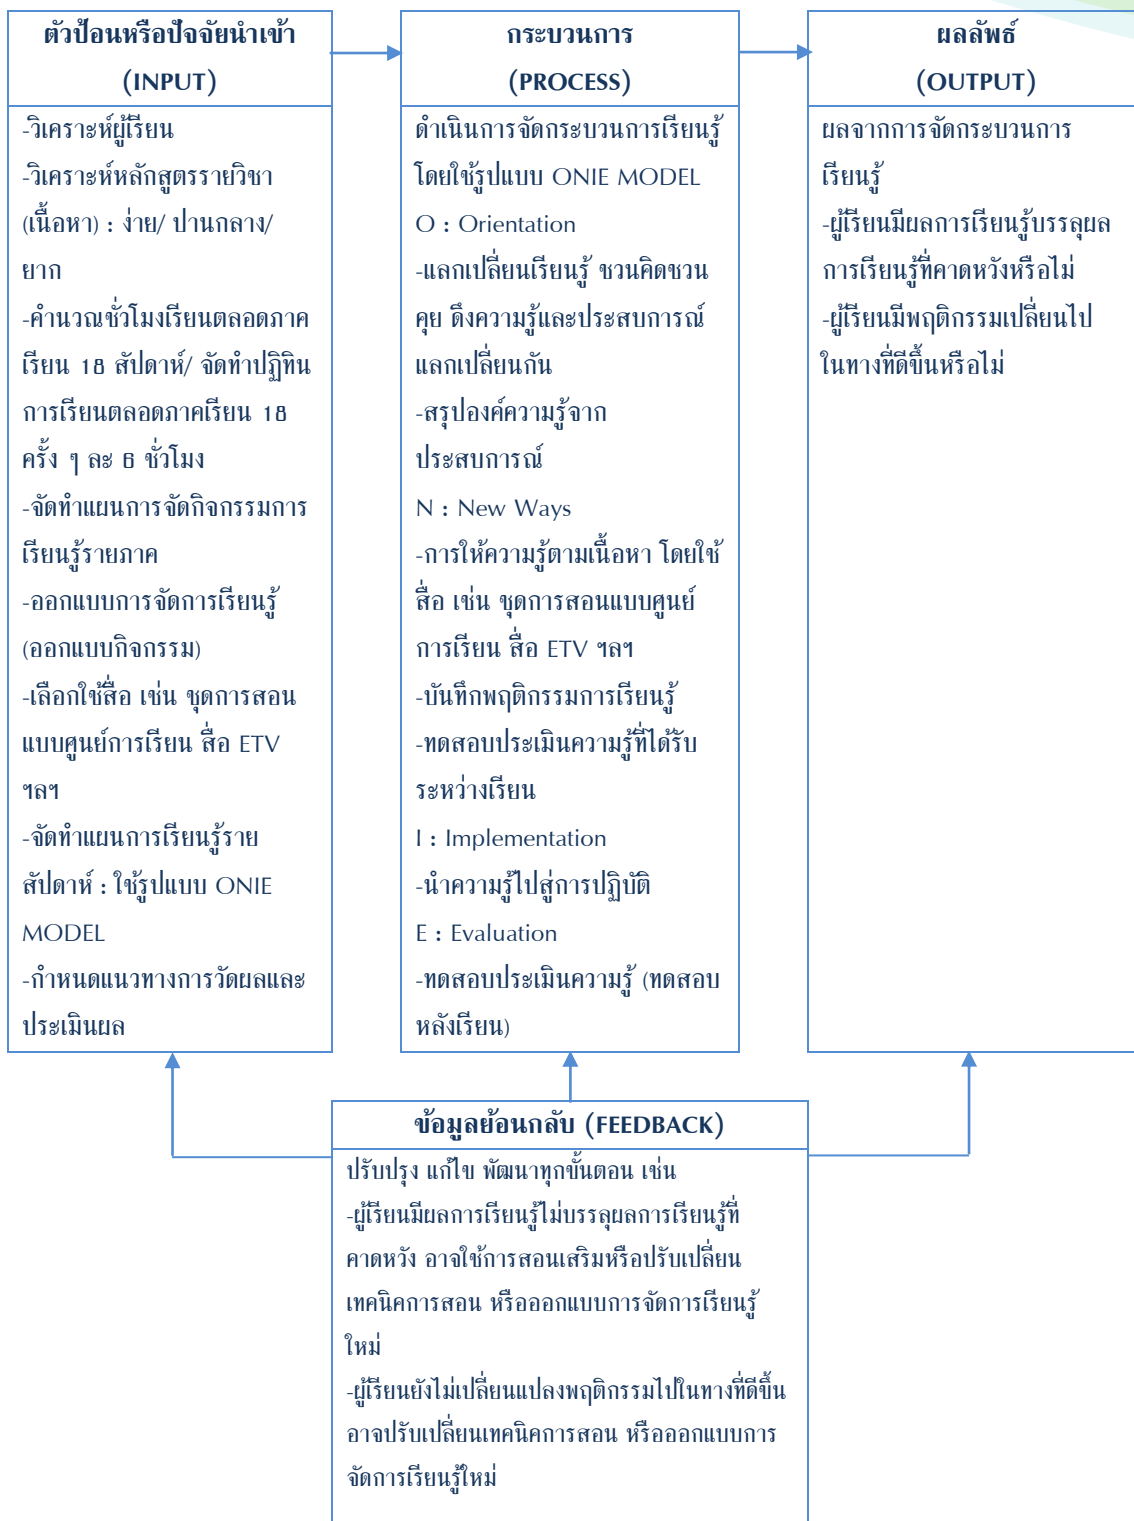 ตัวป้อนหรือปัจจัยนำเข้า
(INPUT)
-วิเคราะห์ผู้เรียน
-วิเคราะห์หลักสูตรรายวิชา
(เนื้อหา) : ง่าย/ ปานกลาง/
ยาก
-คำนวณชั่วโมงเรียนตลอดภาค
เรียน 18 สัปดาห์/ จัดทำปฏิทิน
การเรียนตลอดภาคเรียน 18
ครั้ง ๆ ละ 6 ชั่วโมง
-จัดทำแผนการจัดกิจกรรมการ
เรียนรู้รายภาค
-ออกแบบการจัดการเรียนรู้
(ออกแบบกิจกรรม)
-เลือกใช้สื่อ เช่น ชุดการสอน
แบบศูนย์การเรียน สื่อ ETV
ฯลฯ
-จัดทำแผนการเรียนรู้ราย
สัปดาห์ : ใช้รูปแบบ ONIE
MODEL
-กำหนดแนวทางการวัดผลและ
ประเมินผล
กระบวนการ
(PROCESS)
ดำเนินการจัดกระบวนการเรียนรู้
โดยใช้รูปแบบ ONIE MODEL
O : Orientation
-แลกเปลี่ยนเรียนรู้ ชวนคิดชวน
คุย ดึงความรู้และประสบการณ์
แลกเปลี่ยนกัน
-สรุปองค์ความรู้จาก
ประสบการณ์
N : New Ways
-การให้ความรู้ตามเนื้อหา โดยใช้
สื่อ เช่น ชุดการสอนแบบศูนย์
การเรียน สื่อ ETV ฯลฯ
-บันทึกพฤติกรรมการเรียนรู้
-ทดสอบประเมินความรู้ที่ได้รับ
ระหว่างเรียน
I : Implementation
-นำความรู้ไปสู่การปฏิบัติ
E : Evaluation
-ทดสอบประเมินความรู้ (ทดสอบ
หลังเรียน)
ผลลัพธ์
(OUTPUT)
ผลจากการจัดกระบวนการ
เรียนรู้
-ผู้เรียนมีผลการเรียนรู้บรรลุผล
การเรียนรู้ที่คาดหวังหรือไม่
-ผู้เรียนมีพฤติกรรมเปลี่ยนไป
ในทางที่ดีขึ้นหรือไม่
ข้อมูลย้อนกลับ (FEEDBACK)
ปรับปรุง แก้ไข พัฒนาทุกขั้นตอน เช่น
-ผู้เรียนมีผลการเรียนรู้ไม่บรรลุผลการเรียนรู้ที่
คาดหวัง อาจใช้การสอนเสริมหรือปรับเปลี่ยน
เทคนิคการสอน หรือออกแบบการจัดการเรียนรู้
ใหม่
-ผู้เรียนยังไม่เปลี่ยนแปลงพฤติกรรมไปในทางที่ดีขึ้น
อาจปรับเปลี่ยนเทคนิคการสอน หรือออกแบบการ
จัดการเรียนรู้ใหม่